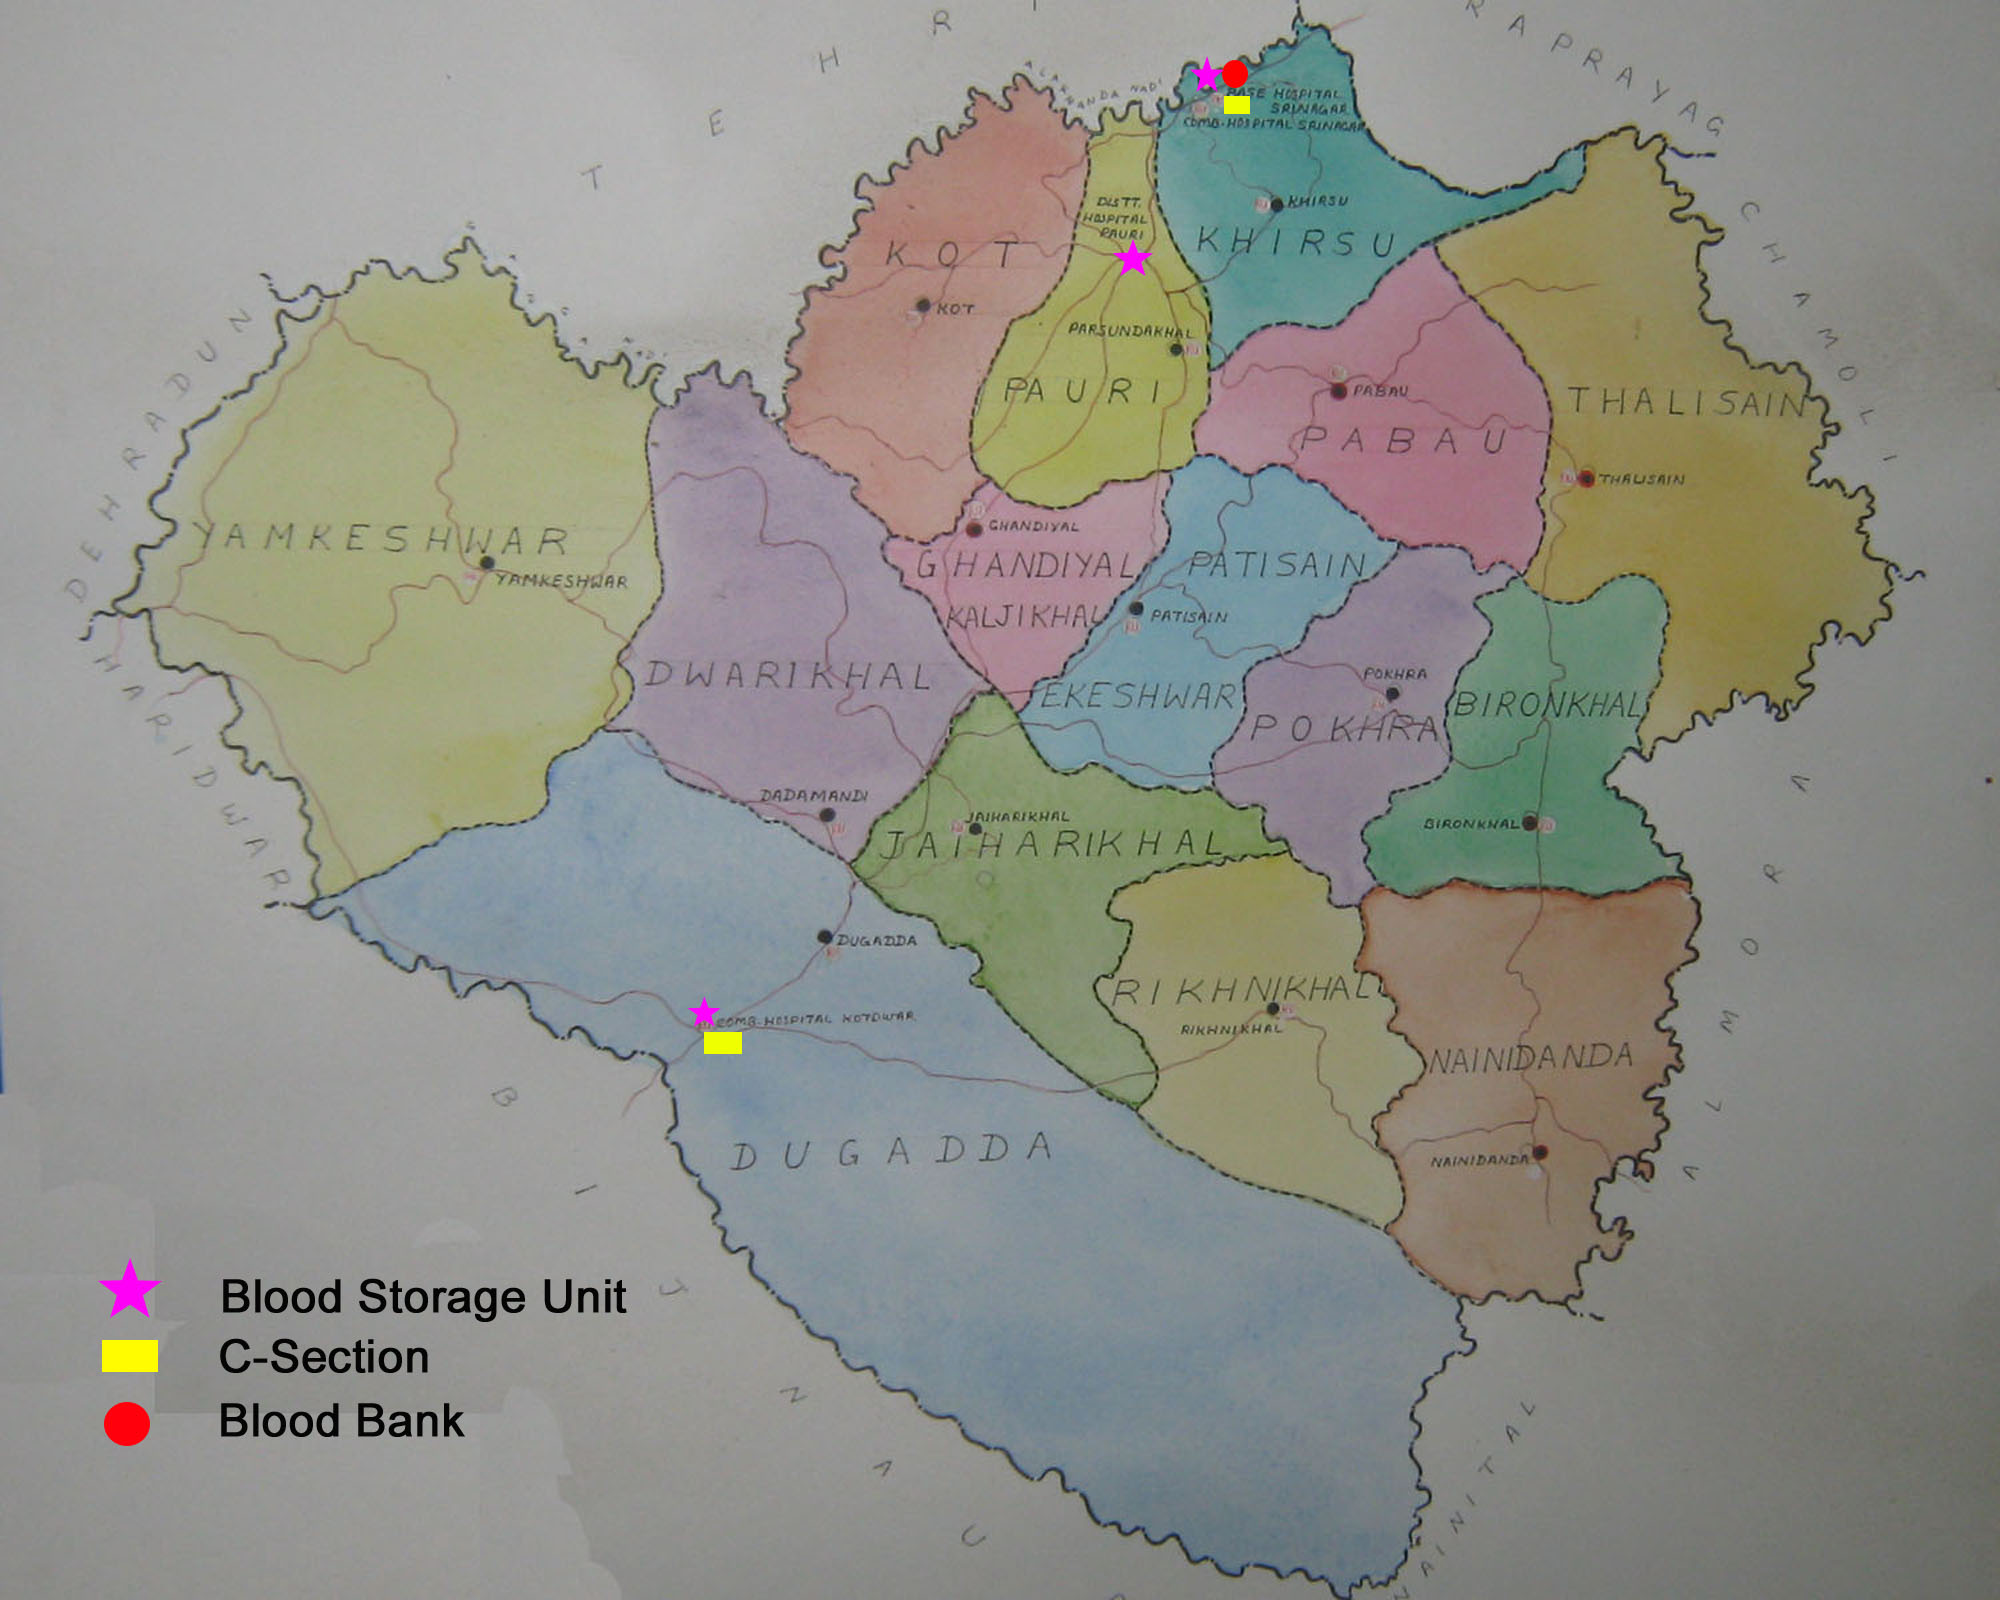 T E H R I
RAPRAYAG
CHAMOLI
ALAKNANDA NADI
BASE HOSPITAL
SRINAGAR
COMB-HOSPITAL SRINAGAR
DISTT.
HOSPITAL
PAURI
KHIRSU
KHIRSU
KOT
KOT
PARSUNDAKHAL
PAURI
PABAU
PABAU
THALISAIN
THALISAIN
DEHRADUN
NADI
YAMKESHWAR
YAMKESHWAR
GHANDIYAL
GHANDIYAL
KALJIKHAL
PATISAIN
PATISAIN
EKESHWAR
POKHRA
POKHRA
BIRONKHAL
BIRONKHAL
DWARIKHAL
DADAMANDI
HARIDWAR
JAIHARIKHAL
JAIHARIKHAL
DUGADDA
COMB-HOSPITAL KOTDWAR
DUGADDA
RIKHNIKHAL
RIKHNIKHAL
NAINIDANDA
NAINIDANDA
ALMORA
BIJNAU
NAINITAL
Blood Storage Unit
C-Section
Blood Bank